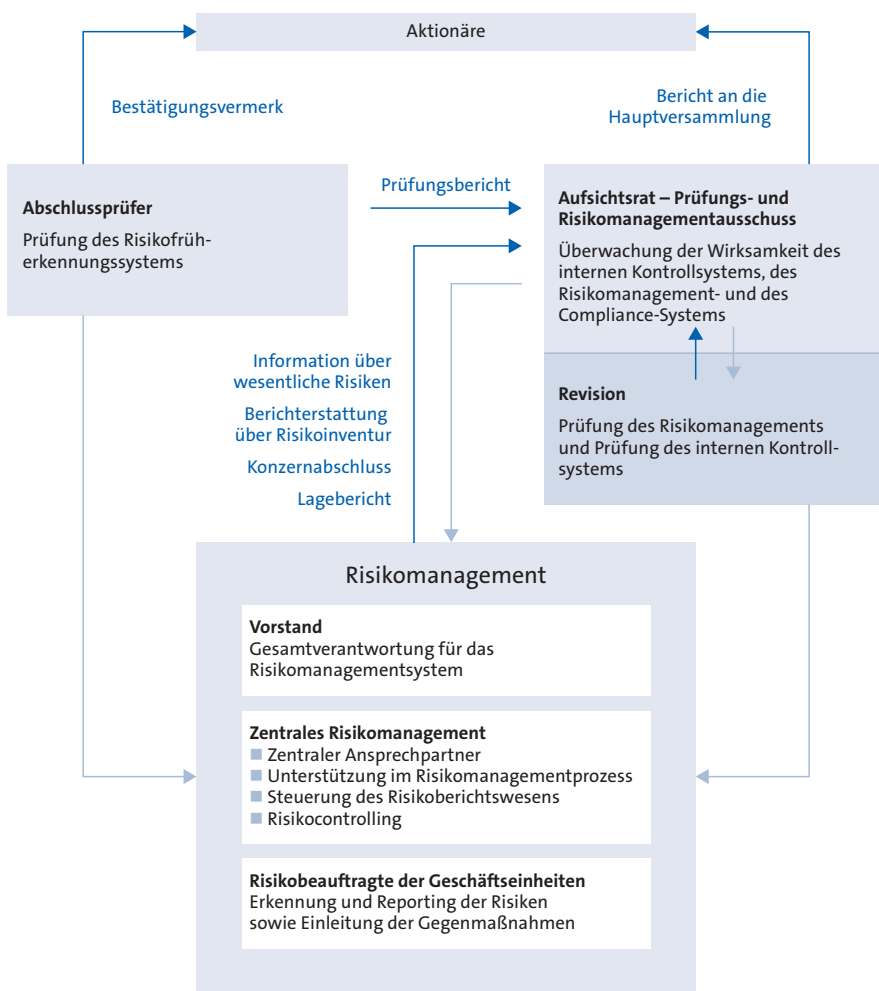 Aktionäre
Bestätigungsvermerk
Bericht an die
Hauptversammlung
Abschlussprüfer
Prüfung des Risikofrüh-
erkennungssystems
Prüfungsbericht
Aufsichtsrat – Prüfungs- und
Risikomanagementausschuss
Überwachung der Wirksamkeit des
internen Kontrollsystems, des
Risikomanagement- und des
Compliance-Systems
Information über
wesentliche Risiken
Berichterstattung
über Risikoinventur
Konzernabschluss
Lagebericht
Revision
Prüfung des Risikomanagements
und Prüfung des internen Kontroll-
systems
Risikomanagement
Vorstand
Gesamtverantwortung für das
Risikomanagementsystem
Zentrales Risikomanagement
■ Zentraler Ansprechpartner
■ Unterstützung im Risikomanagementprozess
■ Steuerung des Risikoberichtswesens
■ Risikocontrolling
Risikobeauftragte der Geschäftseinheiten
Erkennung und Reporting der Risiken
sowie Einleitung der Gegenmaßnahmen